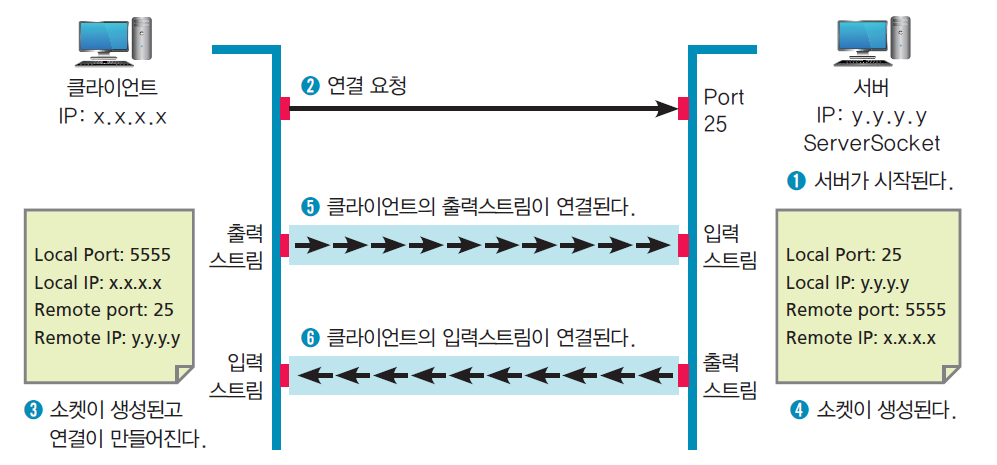 클라이언트
IP: x.x.x.x
❷ 연결 요청
Port
25
서버
IP: y.y.y.y
ServerSocket
❶ 서버가 시작된다.
❺ 클라이언트의 출력스트림이 연결된다.
출력
스트림
입력
스트림
Local Port: 5555
Local IP: x.x.x.x
Remote port: 25
Remote IP: y.y.y.y
Local Port: 25
Local IP: y.y.y.y
Remote port: 5555
Remote IP: x.x.x.x
❻ 클라이언트의 입력스트림이 연결된다.
입력
스트림
출력
스트림
❸ 소켓이 생성된고
연결이 만들어진다.
❹ 소켓이 생성된다.